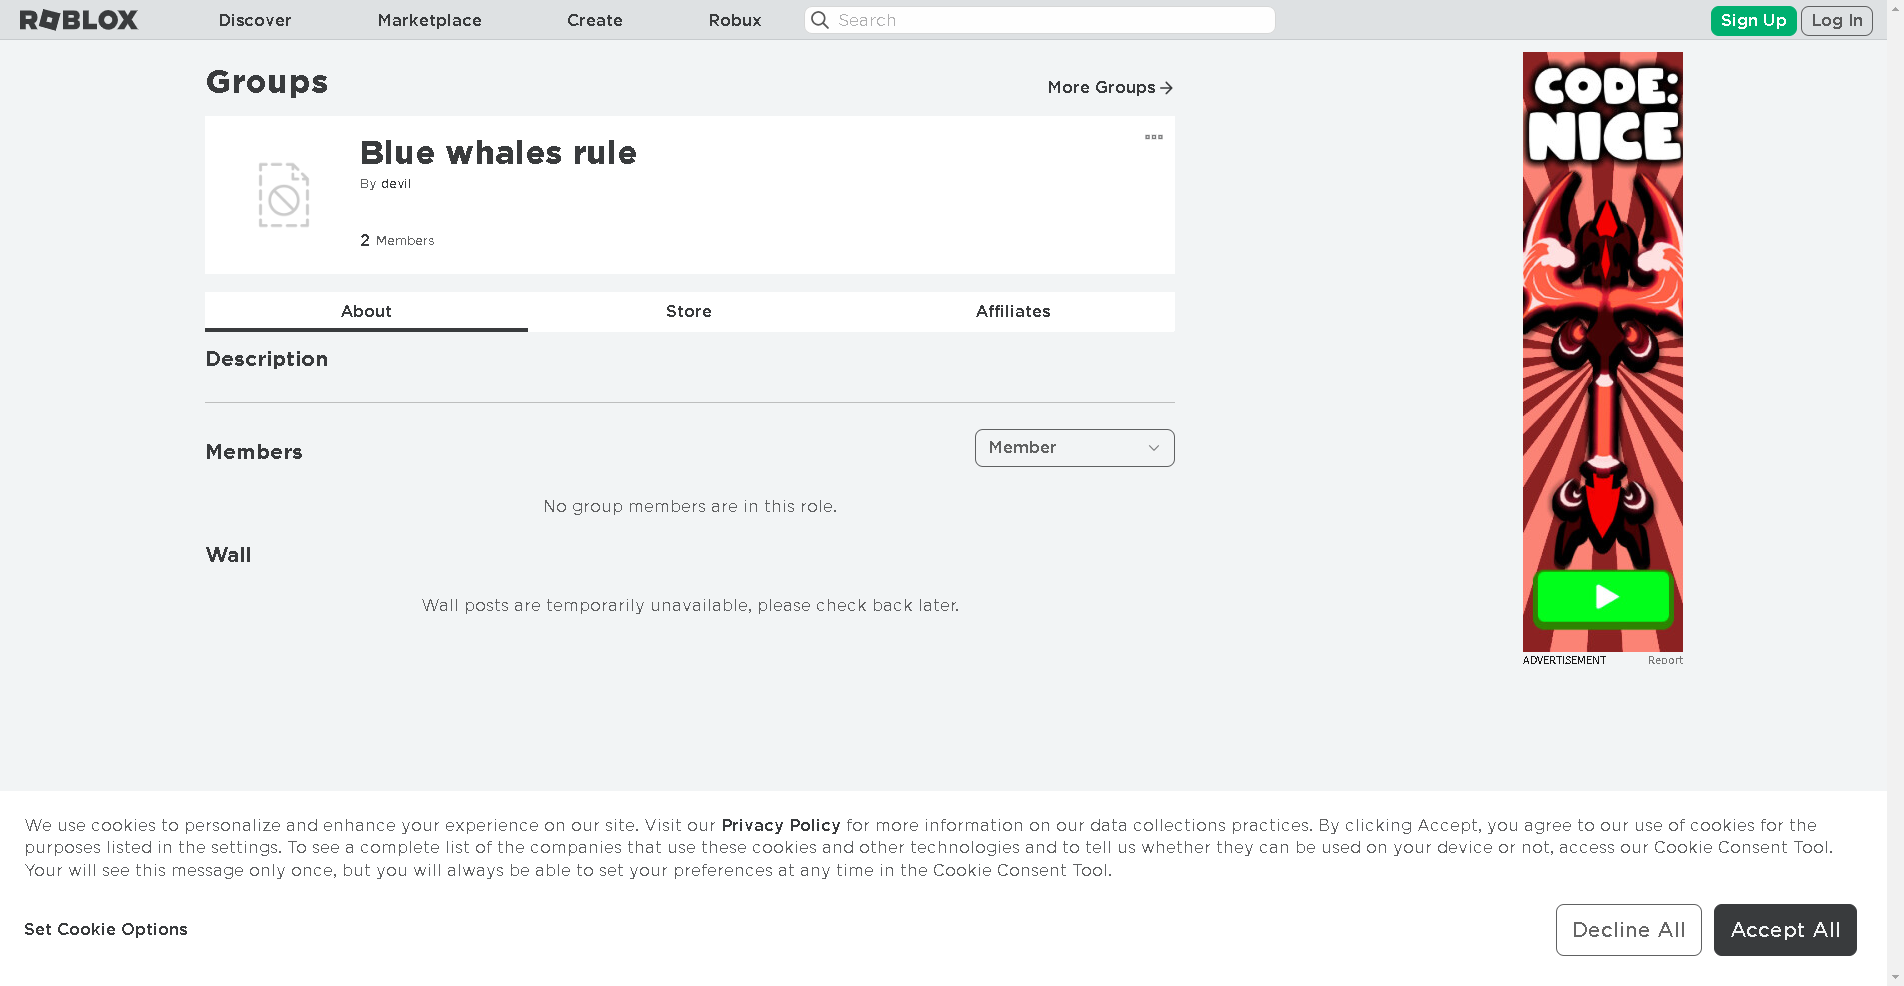 ROBLOX Discover Marketplace Create Robux Search Sign Up Log In
Groups
More Groups
Blue whales rule
By devil
2 Members
About Store Affiliates
Description
Members
Member
No group members are in this role.
Wall
Wall posts are temporarily unavailable, please check back later.
CODE:
NICE
ADVERTISEMENT Report
We use cookies to personalize and enhance your experience on our site. Visit our Privacy Policy for more information on our data collections practices. By clicking Accept, you agree to our use of cookies for the
purposes listed in the settings. To see a complete list of the companies that use these cookies and other technologies and to tell us whether they can be used on your device or not, access our Cookie Consent Tool.
Your will see this message only once, but you will always be able to set your preferences at any time in the Cookie Consent Tool.
Set Cookie Options
Decline All
Accept All